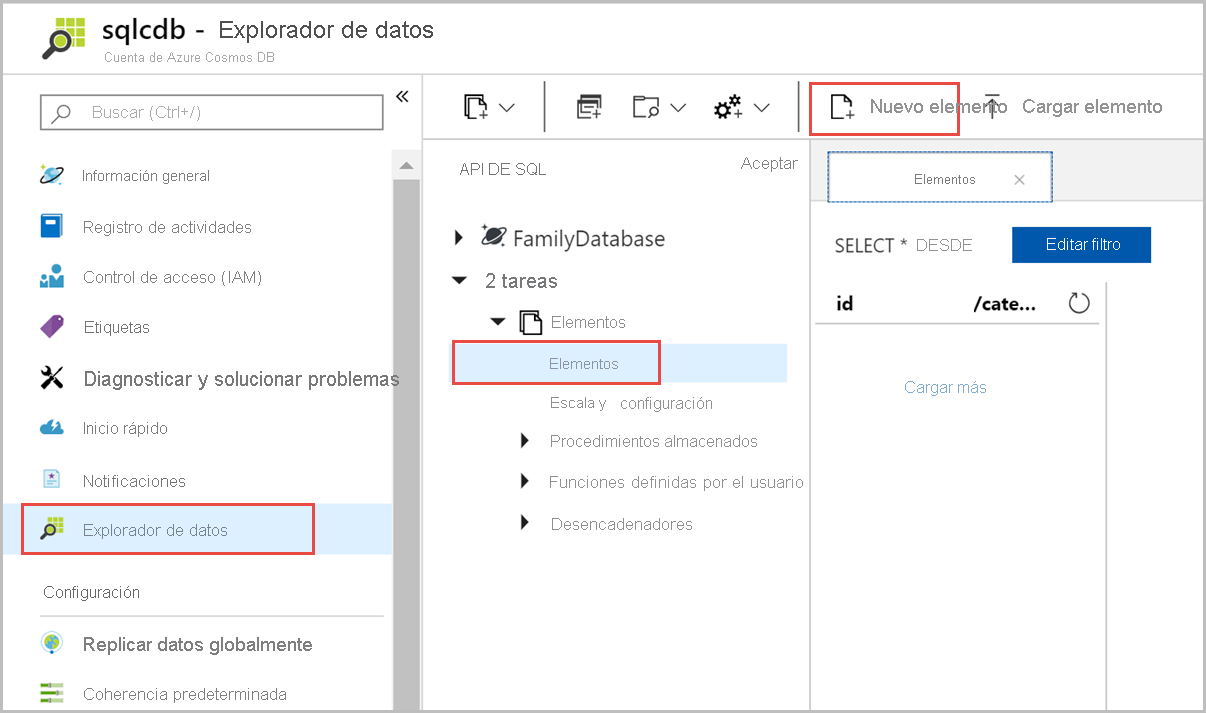 sqlcdb - Explorador de datos
Cuenta de Azure Cosmos DB
Buscar (Ctrl+/)
«
Información general
Registro de actividades
Control de acceso (IAM)
Etiquetas
Diagnosticar y solucionar problemas
Inicio rápido
Notificaciones
Explorador de datos
Configuración
Replicar datos globalmente
Coherencia predeterminada
Nuevo elemento
Cargar elemento
API DE SQL
Aceptar
FamilyDatabase
2 tareas
Elementos
Elementos
Escala y configuración
Procedimientos almacenados
Funciones definidas por el usuario
Desencadenadores
Elementos
SELECT * DESDE
Editar filtro
id /cate...
Cargar más